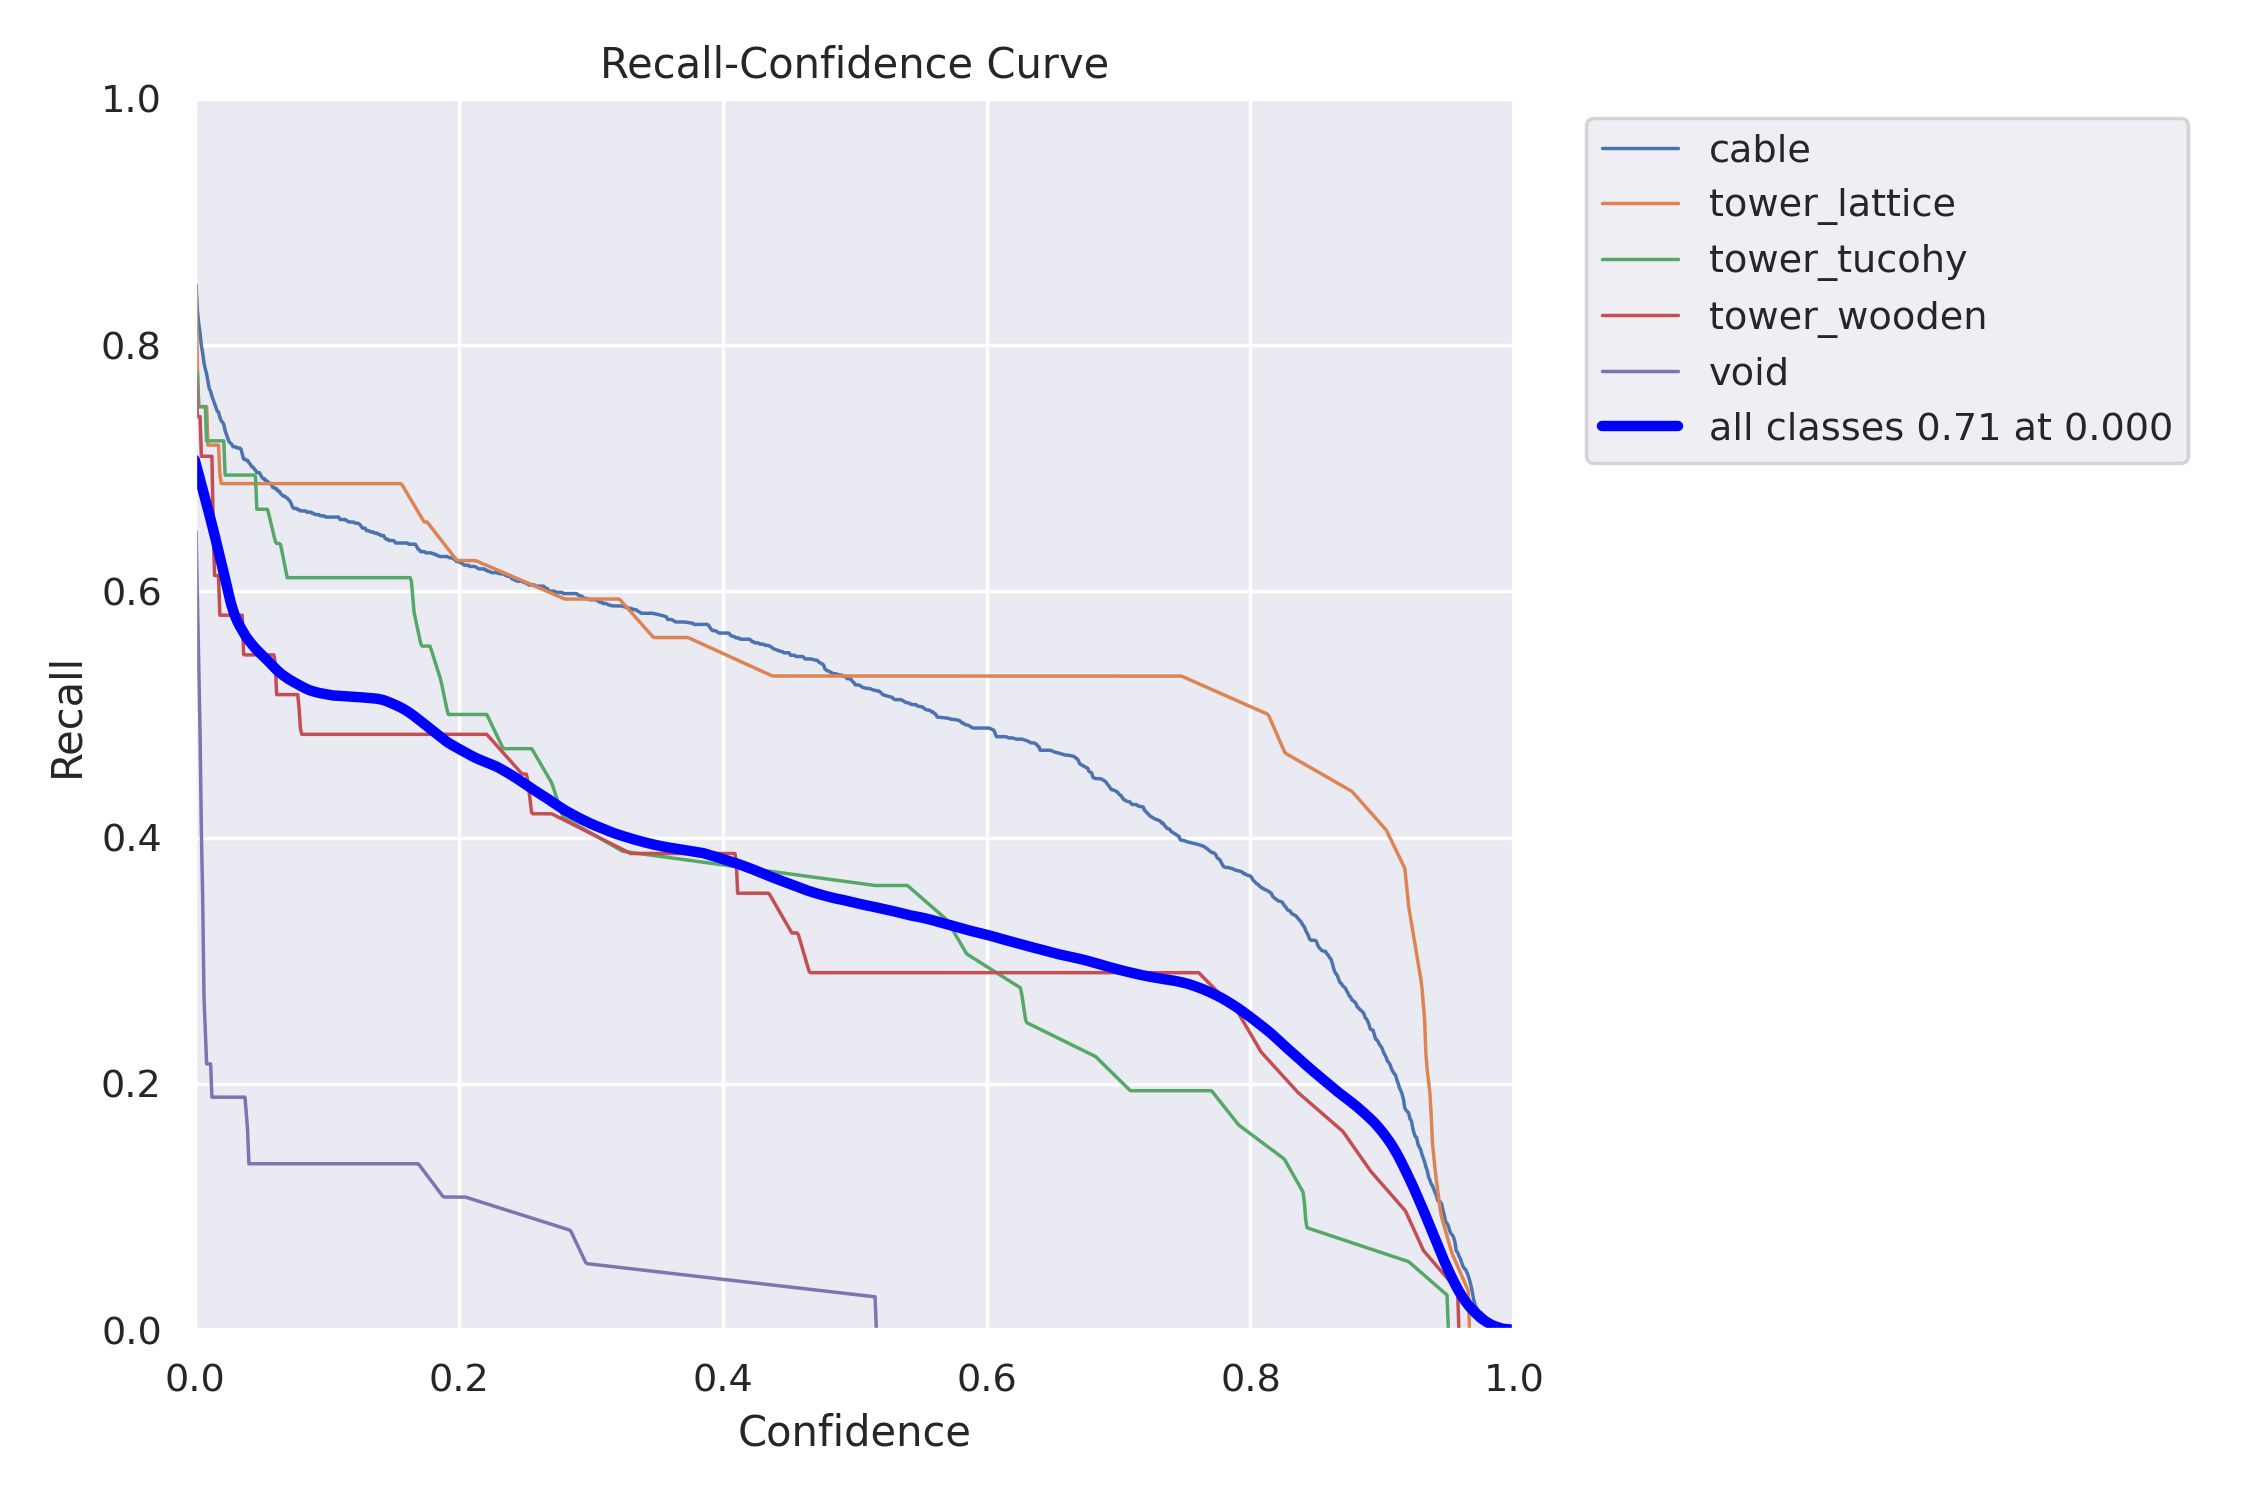 Recall-Confidence Curve
1.0
0.8
0.6
0.4
0.2
0.0
Recall
0.0 0.2 0.4 0.6 0.8 1.0
Confidence
cable
tower_lattice
tower_tucohy
tower_wooden
void
all classes 0.71 at 0.000